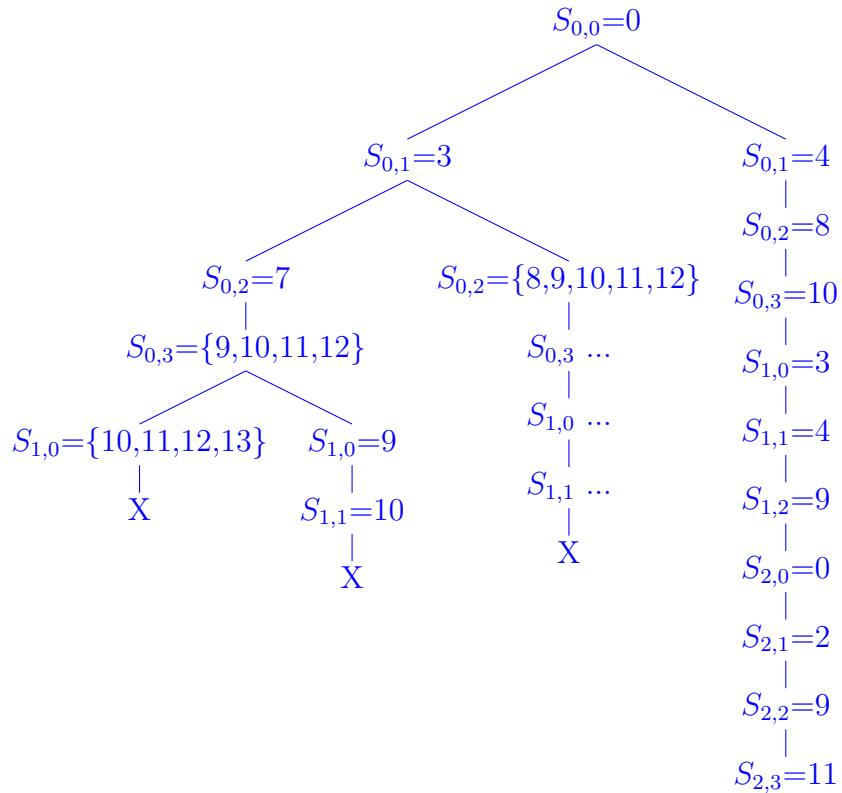 S0,0=0
S0,1=3
S0,1=4
S0,2=8
S0,2=7
S0,2={8,9,10,11,12}
S0,3=10
S0,3={9,10,11,12}
S0,3 ...
S1,0=3
S1,0={10,11,12,13}
S1,0=9
S1,0 ...
S1,1=4
S1,1 ...
X
S1,1=10
S1,2=9
X
X
S2,0=0
S2,1=2
S2,2=9
S2,3=11